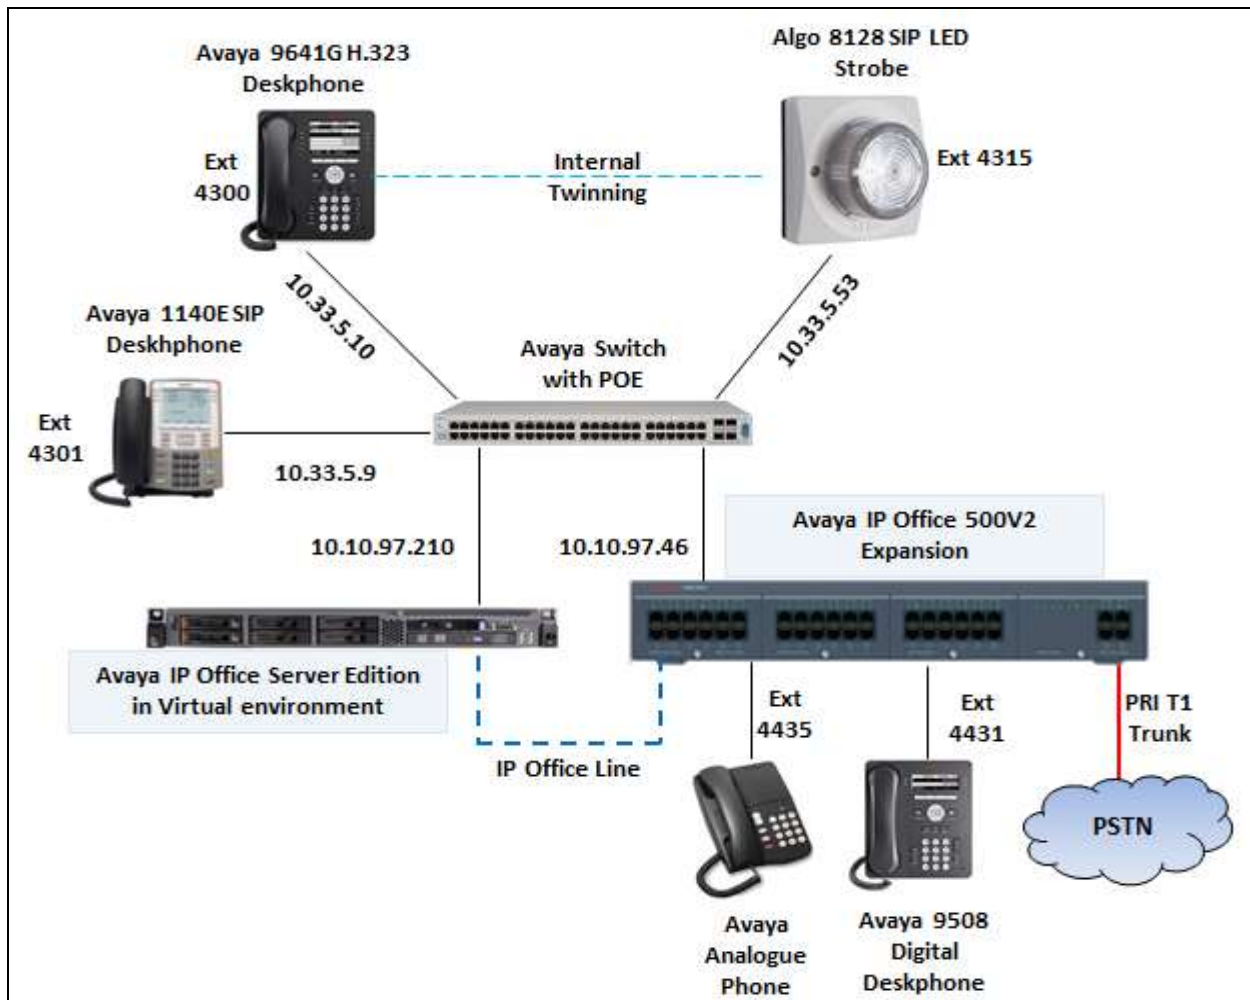 Avaya 9641G H.323
Deskphone
Algo 8128 SIP LED
Strobe
Ext
4300
Internal
Twinning
Ext 4315
10.33.5.10
10.33.5.53
Avaya 1140E SIP
Deskhphone
Avaya Switch
with POE
Ext
4301
10.33.5.9
10.10.97.210
10.10.97.46
Avaya IP Office 500V2
Expansion
Avaya IP Office Server Edition
in Virtual environment
IP Office Line
Ext
4435
Ext
4431
PRI T1
Trunk
PSTN
Avaya
Analogue
Phone
Avaya 9508
Digital
Deskphone